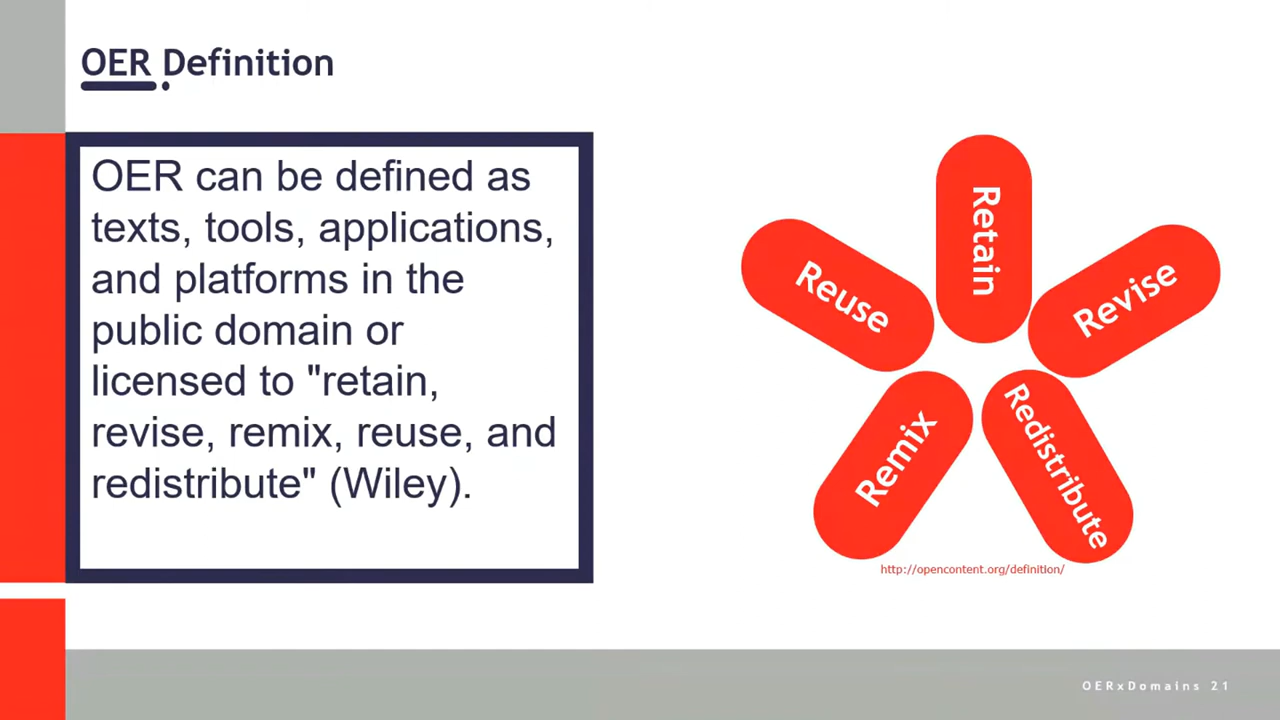 OER Definition
OER can be defined as
texts, tools, applications,
and platforms in the
public domain or
licensed to "retain,
revise, remix, reuse, and
redistribute" (Wiley).
Retain
Reuse
Revise
Remix
Redistribute
http://opencontent.org/definition/
OERxDomains 21